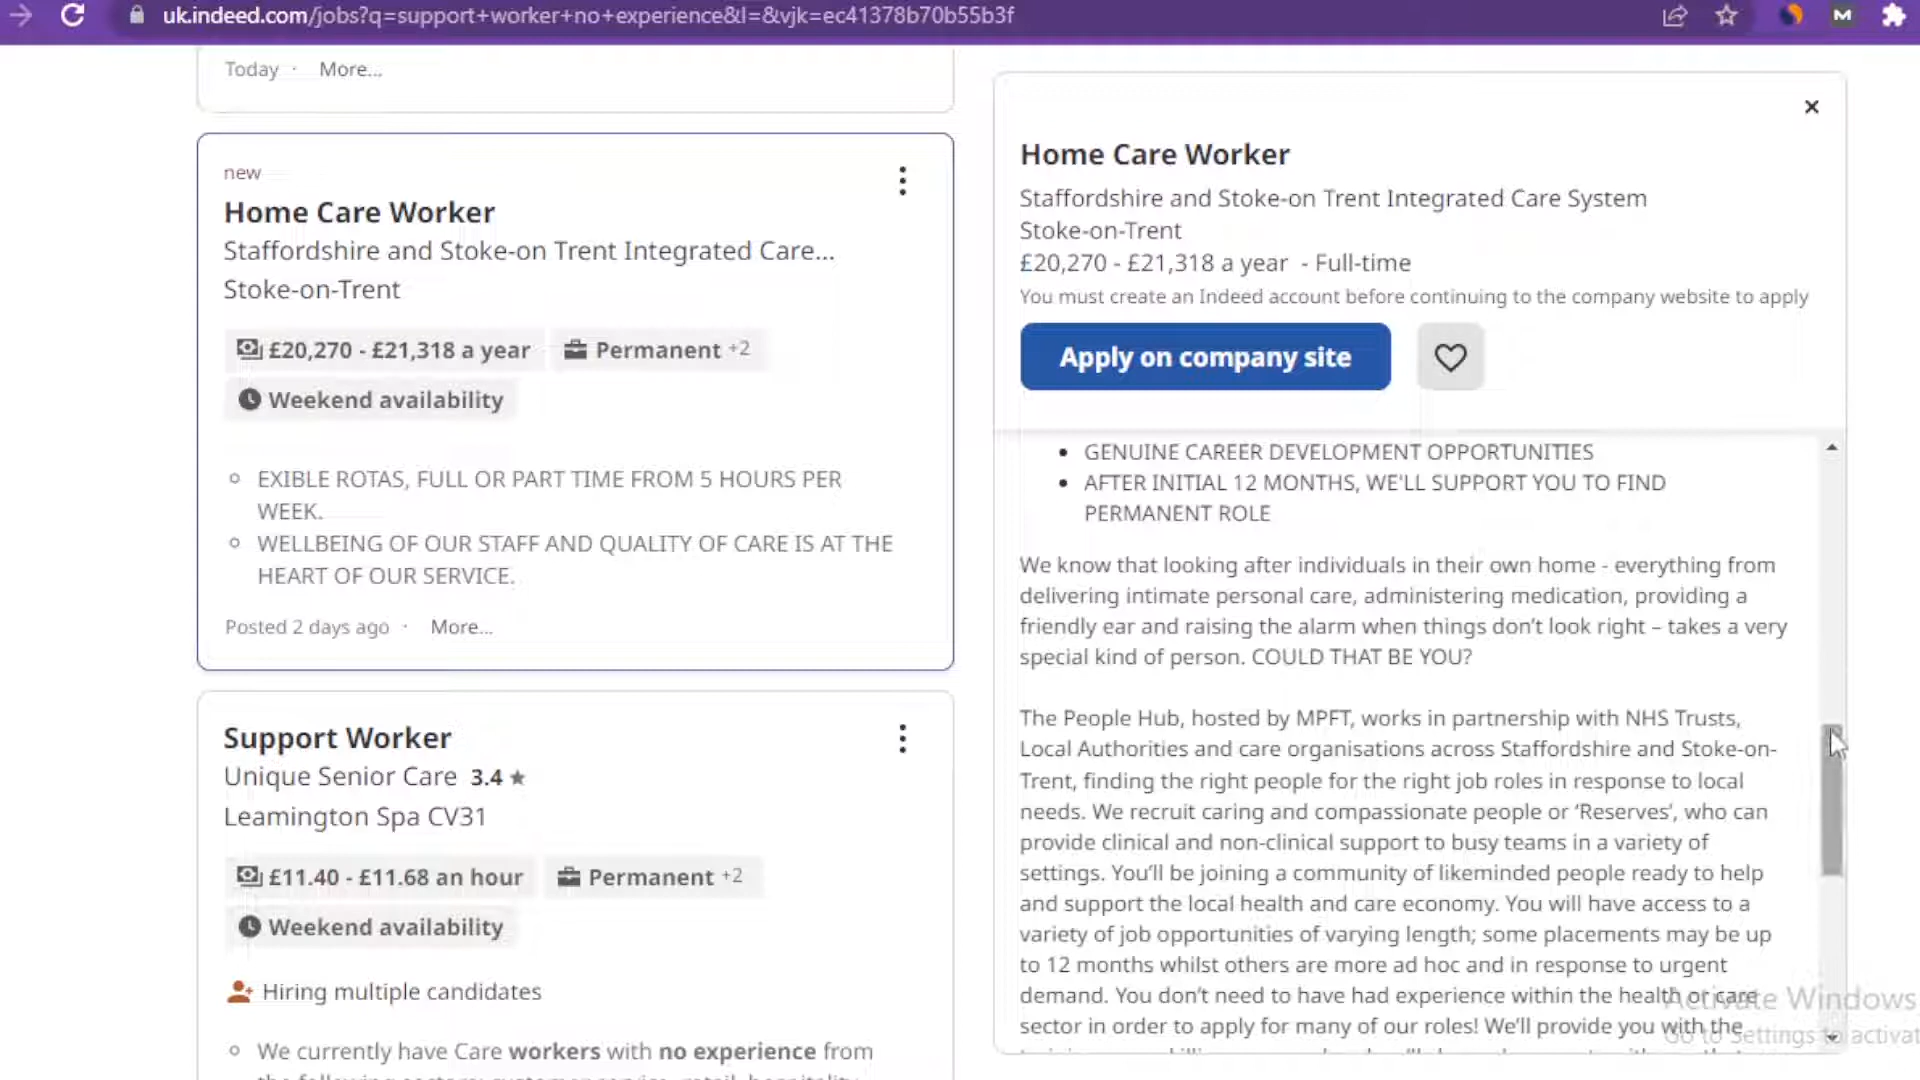 uk.indeed.com/jobs?q=support+worker+no+experience&l=&vjk=ec41378b70b55b3f
Today · More...
new
Home Care Worker
Staffordshire and Stoke-on Trent Integrated Care...
Stoke-on-Trent
£20,270 - £21,318 a year Permanent +2
Weekend availability
EXIBLE ROTAS, FULL OR PART TIME FROM 5 HOURS PER
WEEK.
WELLBEING OF OUR STAFF AND QUALITY OF CARE IS AT THE
HEART OF OUR SERVICE.
Posted 2 days ago · More...
Support Worker
Unique Senior Care 3.4
Leamington Spa CV31
£11.40 - £11.68 an hour Permanent +2
Weekend availability
Hiring multiple candidates
We currently have Care workers with no experience from
Home Care Worker
Staffordshire and Stoke-on Trent Integrated Care System
Stoke-on-Trent
£20,270 - £21,318 a year - Full-time
You must create an Indeed account before continuing to the company website to apply
Apply on company site
GENUINE CAREER DEVELOPMENT OPPORTUNITIES
AFTER INITIAL 12 MONTHS, WE'LL SUPPORT YOU TO FIND
PERMANENT ROLE
We know that looking after individuals in their own home - everything from
delivering intimate personal care, administering medication, providing a
friendly ear and raising the alarm when things don't look right – takes a very
special kind of person. COULD THAT BE YOU?
The People Hub, hosted by MPFT, works in partnership with NHS Trusts,
Local Authorities and care organisations across Staffordshire and Stoke-on-
Trent, finding the right people for the right job roles in response to local
needs. We recruit caring and compassionate people or ‘Reserves’, who can
provide clinical and non-clinical support to busy teams in a variety of
settings. You’ll be joining a community of likeminded people ready to help
and support the local health and care economy. You will have access to a
variety of job opportunities of varying length; some placements may be up
to 12 months whilst others are more ad hoc and in response to urgent
demand. You don’t need to have had experience within the health or care
sector in order to apply for many of our roles! We’ll provide you with the
Activate Windows
Go to Settings to activat